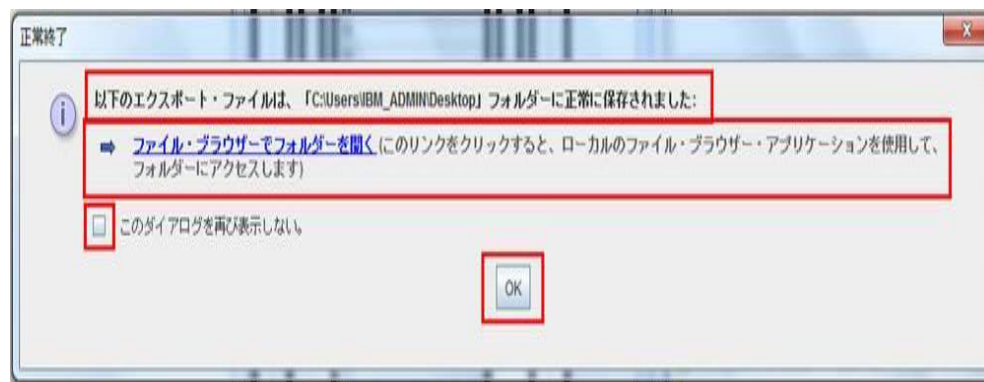 正常終了
以下のエクスポート・ファイルは、「C:\Users\IBM_ADMIN\Desktop」フォルダーに正常に保存されました:
ファイル・ブラウザーでフォルダーを開く (このリンクをクリックすると、ローカルのファイル・ブラウザー・アプリケーションを使用して、
フォルダーにアクセスします)
このダイアログを再び表示しない。
OK